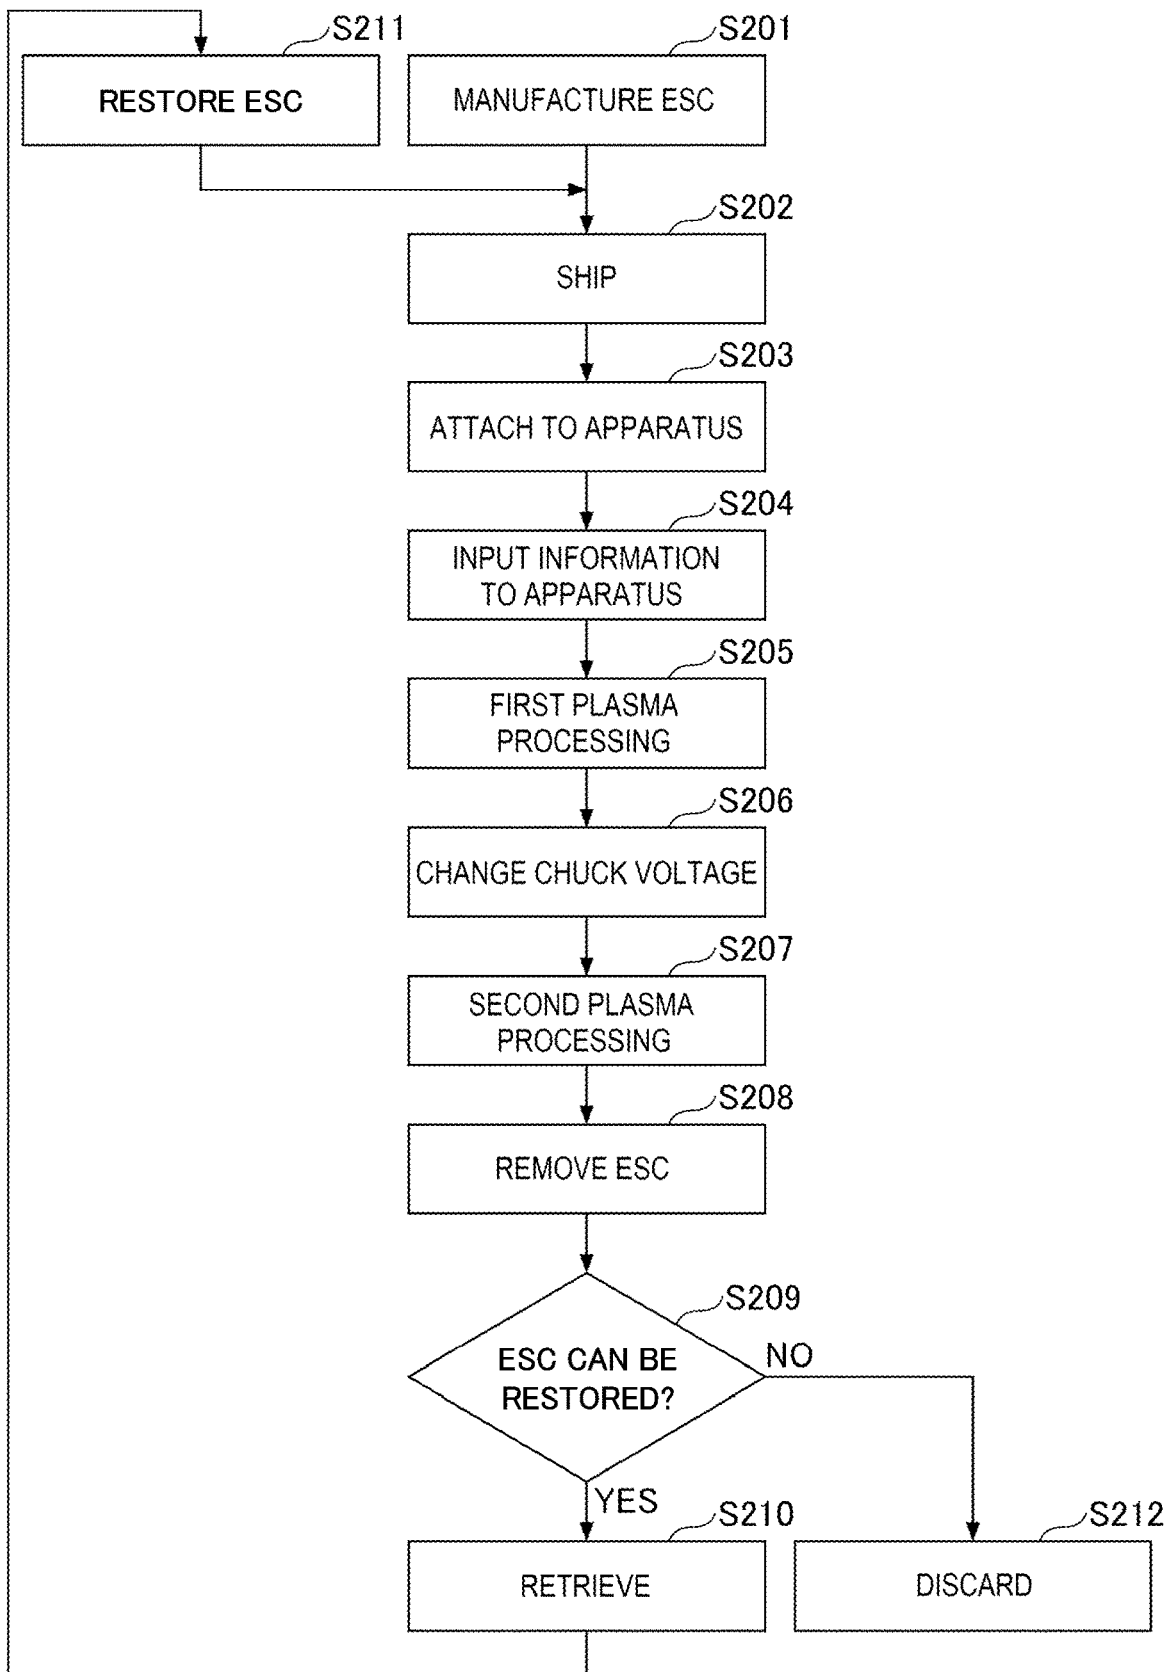 S211
RESTORE ESC
S201
MANUFACTURE ESC
S202
SHIP
S203
ATTACH TO APPARATUS
S204
INPUT INFORMATION
TO APPARATUS
S205
FIRST PLASMA
PROCESSING
S206
CHANGE CHUCK VOLTAGE
S207
SECOND PLASMA
PROCESSING
S208
REMOVE ESC
S209
ESC CAN BE
RESTORED?
NO
YES
S210
RETRIEVE
S212
DISCARD